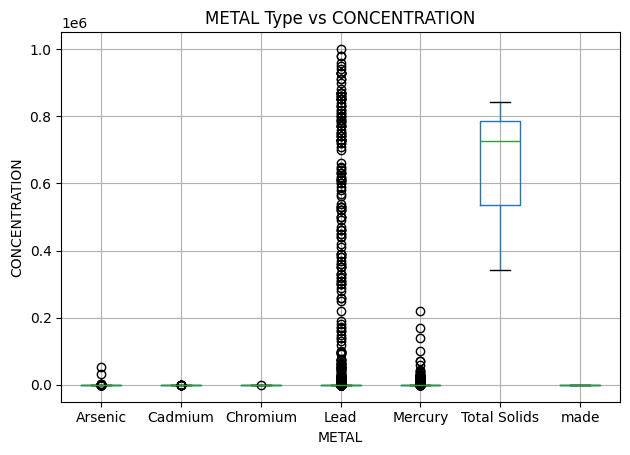 METAL Type vs CONCENTRATION
1e6
1.0
0.8
0.6
0.4
0.2
0.0
CONCENTRATION
Arsenic Cadmium Chromium Lead Mercury Total Solids made
METAL